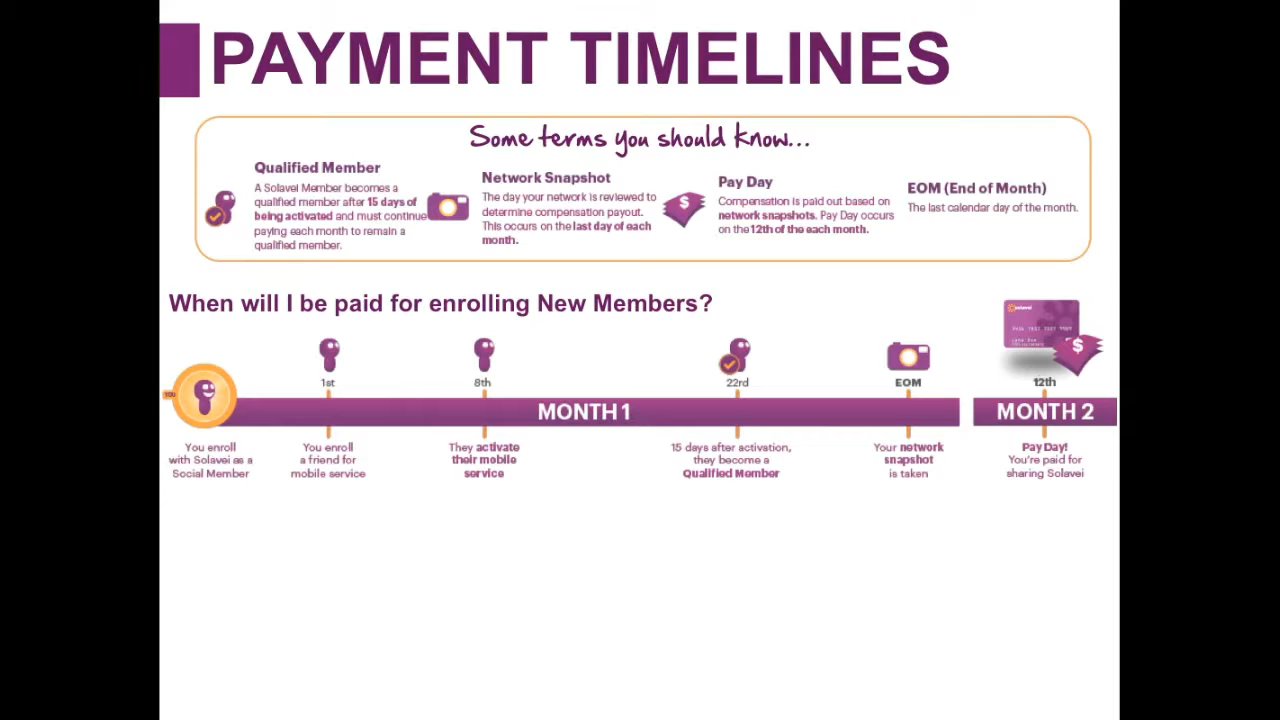 PAYMENT TIMELINES
Some terms you should know...
Qualified Member
A Solavei Member becomes a
qualified member after 15 days of
being activated and must continue
paying each month to remain a
qualified member.
Network Snapshot
The day your network is reviewed to
determine compensation payout.
This occurs on the last day of each
month.
$
Pay Day
Compensation is paid out based on
network snapshots. Pay Day occurs
on the 12th of the each month.
EOM (End of Month)
The last calendar day of the month.
When will I be paid for enrolling New Members?
solavei
$
1st
8th
22rd
EOM
12th
YOU
MONTH 1
MONTH 2
You enroll
with Solavei as a
Social Member
You enroll
a friend for
mobile service
They activate
their mobile
service
15 days after activation,
they become a
Qualified Member
Your network
snapshot
is taken
Pay Day!
You're paid for
sharing Solavei